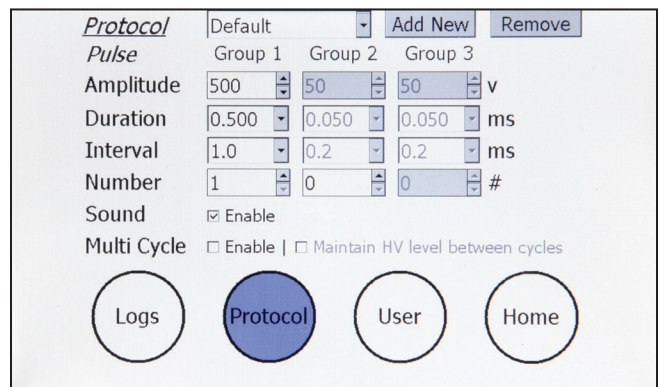 Protocol Default Add New Remove
Pulse Group 1 Group 2 Group 3
Amplitude 500 50 50 v
Duration 0.500 0.050 0.050 ms
Interval 1.0 0.2 0.2 ms
Number 1 0 0 #
Sound Enable
Multi Cycle Enable | Maintain HV level between cycles
Logs Protocol User Home